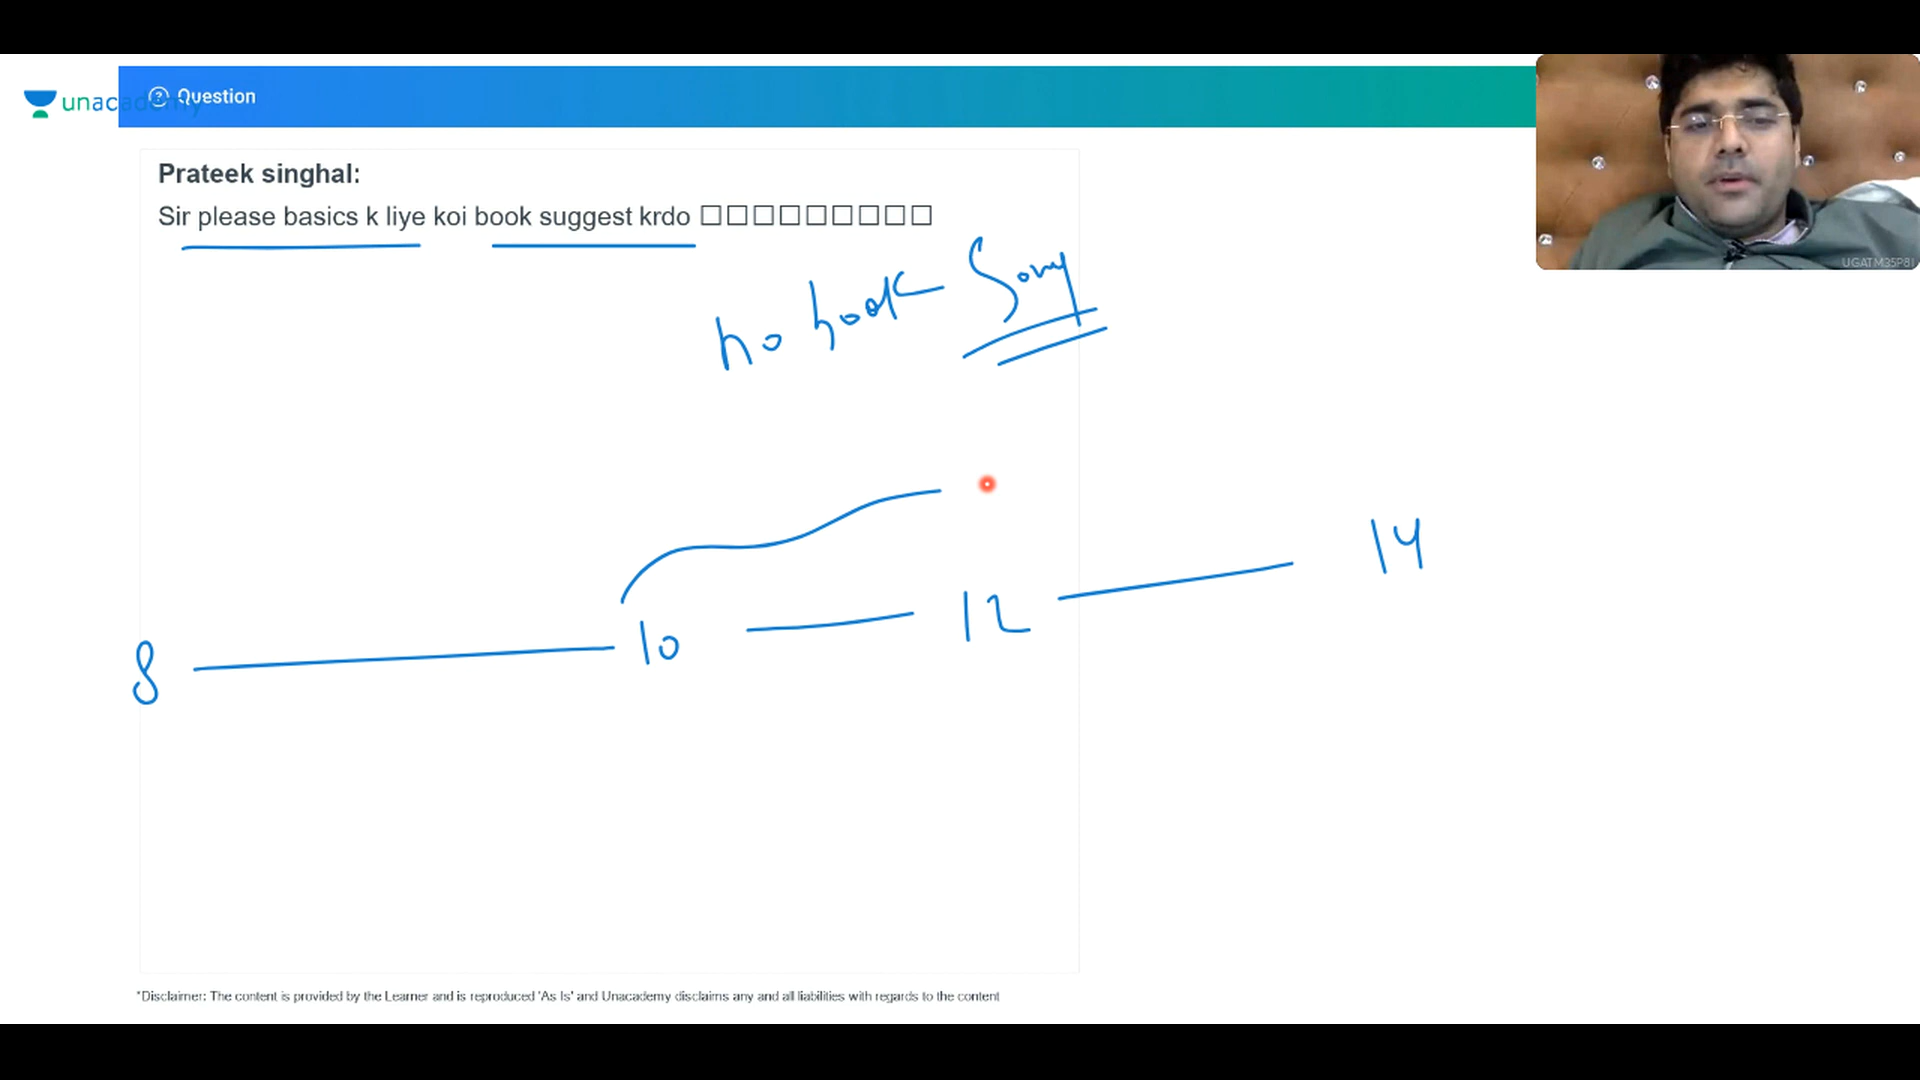 unacademy
Question
Prateek singhal:
Sir please basics k liye koi book suggest krdo □□□□□□□□□
no book Sorry
8 10 12 14
*Disclaimer: The content is provided by the Learner and is reproduced 'As Is' and Unacademy disclaims any and all liabilities with regards to the content
UGATM35P8I